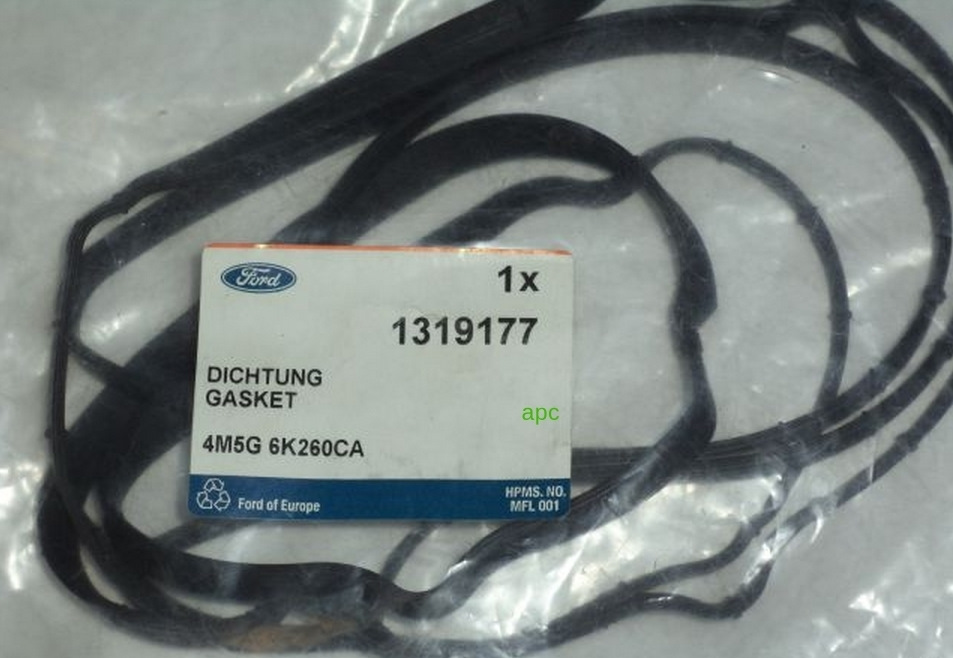 Ford
1x
1319177
DICHTUNG
GASKET
apc
4M5G 6K260CA
Ford of Europe
HPMS. NO.
MFL 001